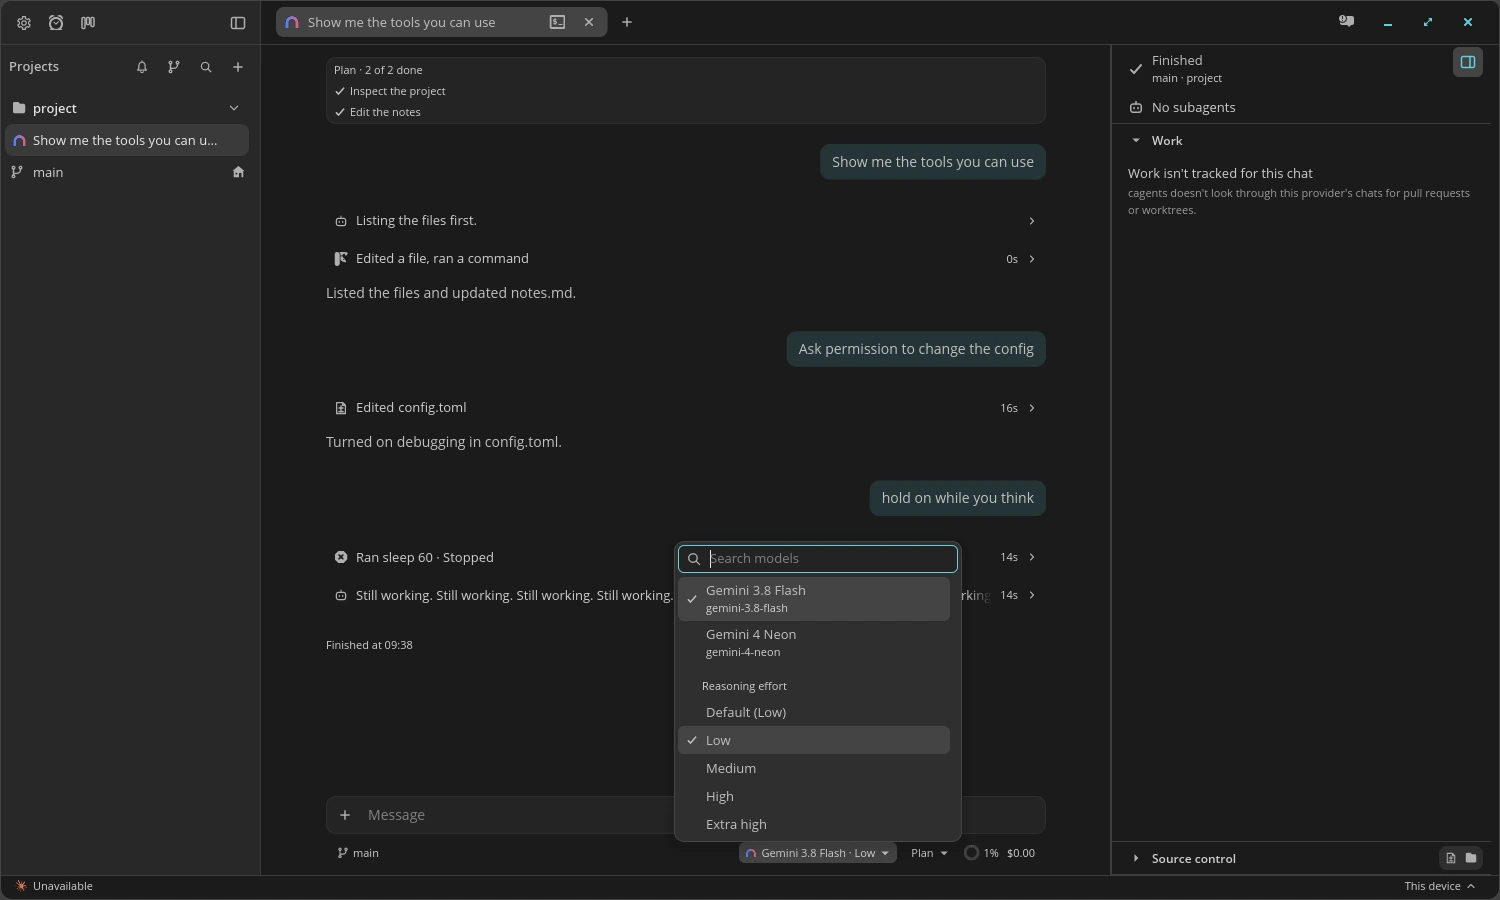 Show me the tools you can use
Projects
project
Show me the tools you can u...
main
Plan · 2 of 2 done
Inspect the project
Edit the notes
Show me the tools you can use
Listing the files first.
Edited a file, ran a command
0s
Listed the files and updated notes.md.
Ask permission to change the config
Edited config.toml
16s
Turned on debugging in config.toml.
hold on while you think
Ran sleep 60 · Stopped
14s
Still working. Still working. Still working. Still working.
14s
Finished at 09:38
Search models
Gemini 3.8 Flash
gemini-3.8-flash
Gemini 4 Neon
gemini-4-neon
Reasoning effort
Default (Low)
Low
Medium
High
Extra high
Message
main
Gemini 3.8 Flash · Low
Plan
1%
$0.00
Finished
main · project
No subagents
Work
Work isn't tracked for this chat
cagents doesn't look through this provider's chats for pull requests
or worktrees.
Source control
Unavailable
This device